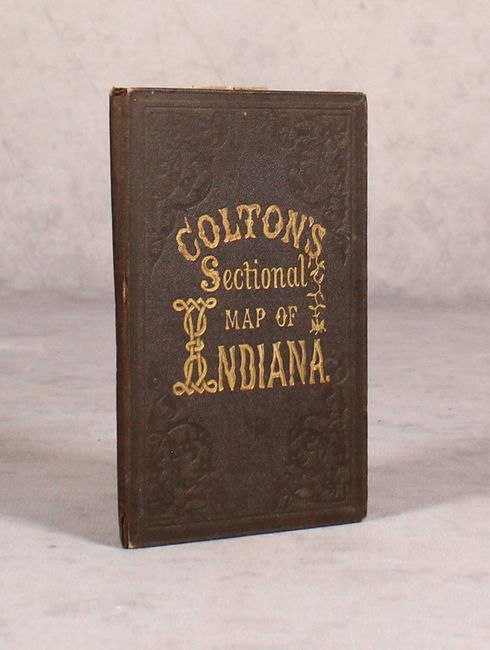 COLTON'S
Sectional
MAP OF
INDIANA.